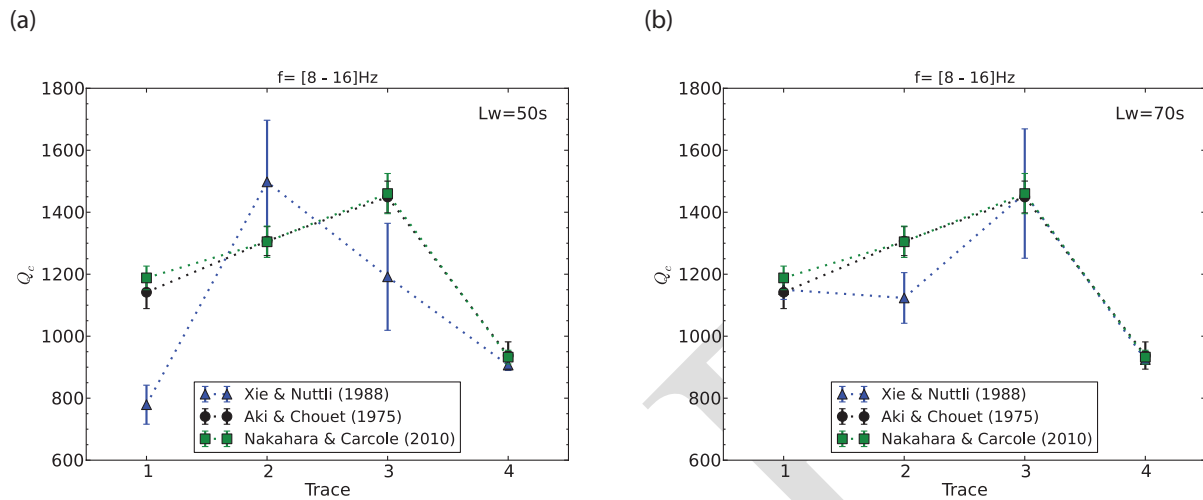 (a)
f= [8 - 16]Hz
Lw=50s
1800
1600
1400
1200
1000
800
600
Q_c
1 2 3 4
Trace
Xie & Nuttli (1988)
Aki & Chouet (1975)
Nakahara & Carcole (2010)
(b)
f= [8 - 16]Hz
Lw=70s
1800
1600
1400
1200
1000
800
600
Q_c
1 2 3 4
Trace
Xie & Nuttli (1988)
Aki & Chouet (1975)
Nakahara & Carcole (2010)